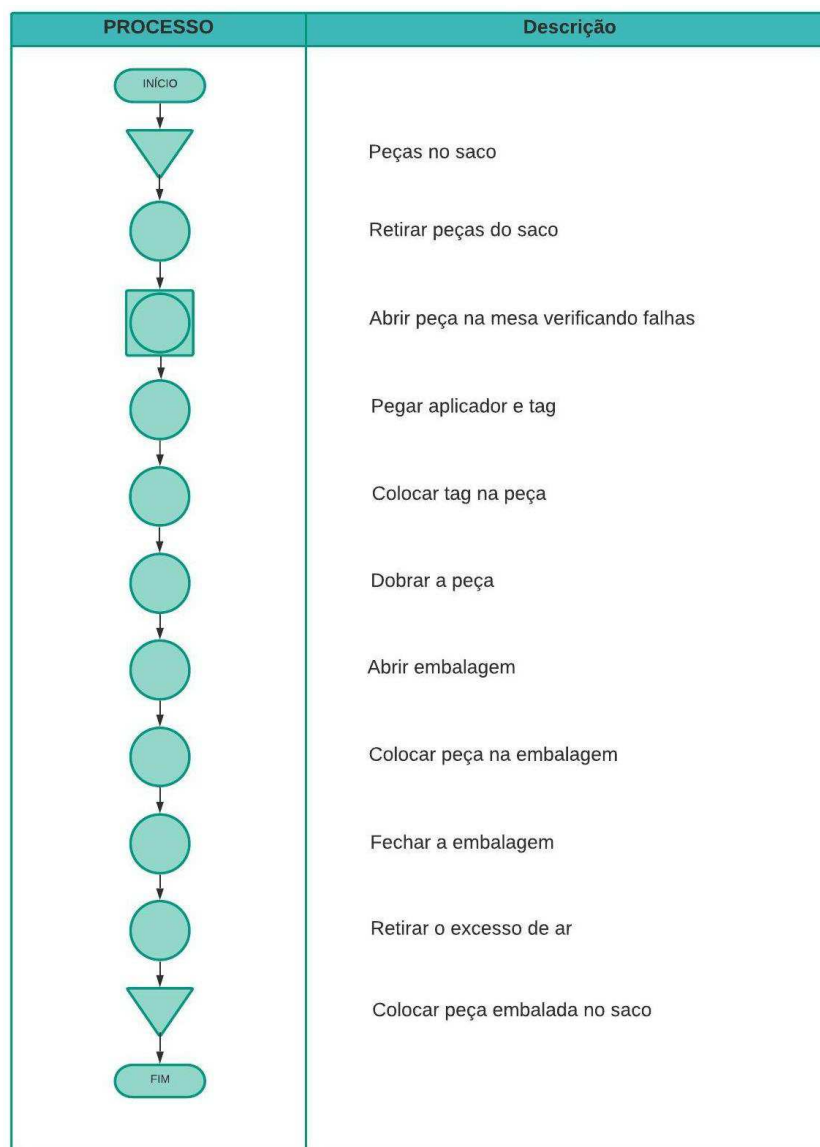 PROCESSO Descrição
INÍCIO
Peças no saco
Retirar peças do saco
Abrir peça na mesa verificando falhas
Pegar aplicador e tag
Colocar tag na peça
Dobrar a peça
Abrir embalagem
Colocar peça na embalagem
Fechar a embalagem
Retirar o excesso de ar
Colocar peça embalada no saco
FIM